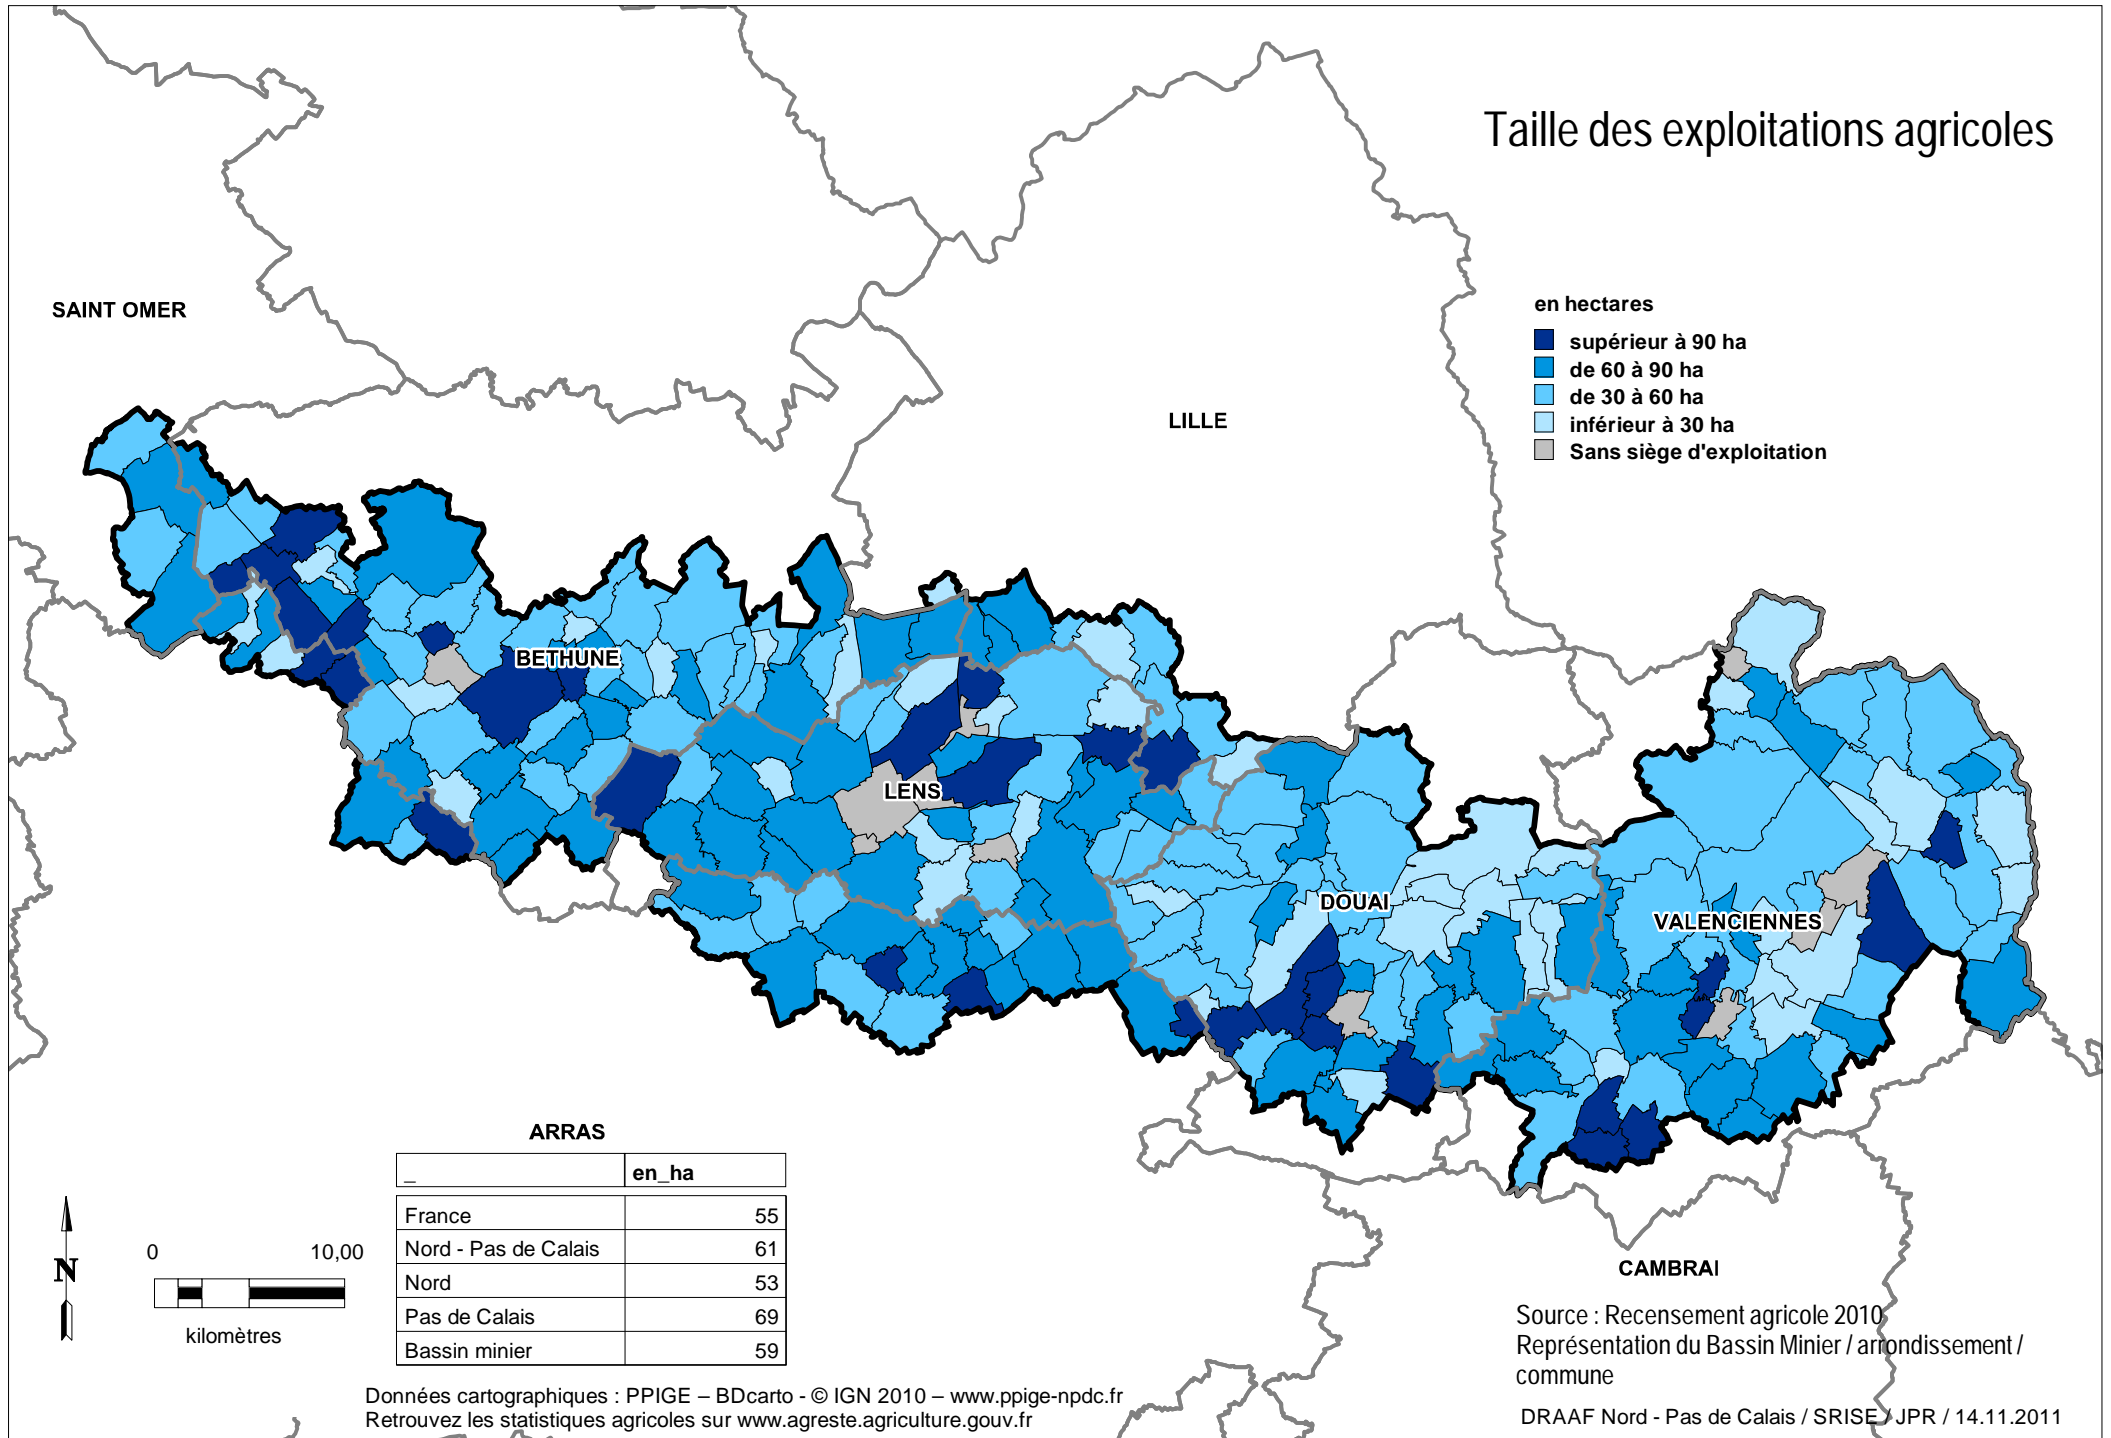 Taille des exploitations agricoles
SAINT OMER
en hectares
supérieur à 90 ha
de 60 à 90 ha
de 30 à 60 ha
inférieur à 30 ha
Sans siège d'exploitation
LILLE
BETHUNE
LENS
DOUAI
VALENCIENNES
ARRAS
_ en_ha
France 55
Nord - Pas de Calais 61
Nord 53
Pas de Calais 69
Bassin minier 59
N
0 10,00
kilomètres
CAMBRAI
Source : Recensement agricole 2010
Représentation du Bassin Minier / arrondissement /
commune
Données cartographiques : PPIGE – BDcarto - © IGN 2010 – www.ppige-npdc.fr
Retrouvez les statistiques agricoles sur www.agreste.agriculture.gouv.fr
DRAAF Nord - Pas de Calais / SRISE / JPR / 14.11.2011